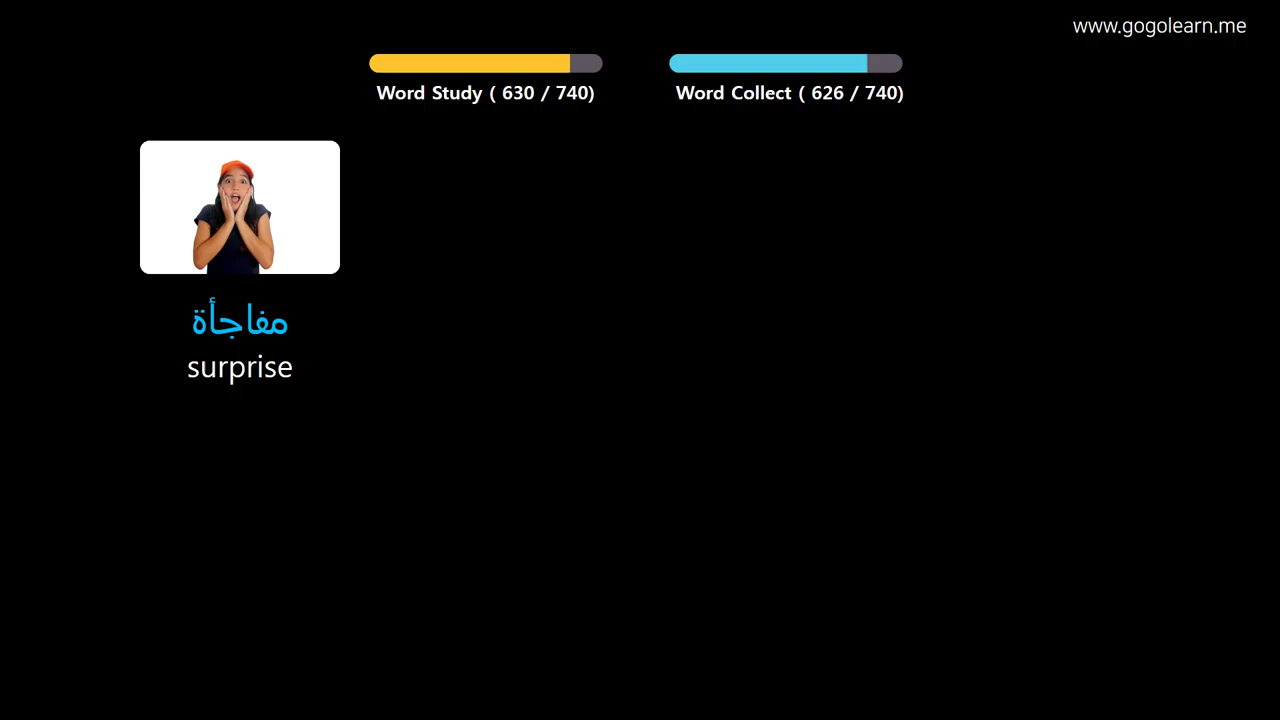 www.gogolearn.me
Word Study ( 630 / 740)
Word Collect ( 626 / 740)
مفاجأة
surprise